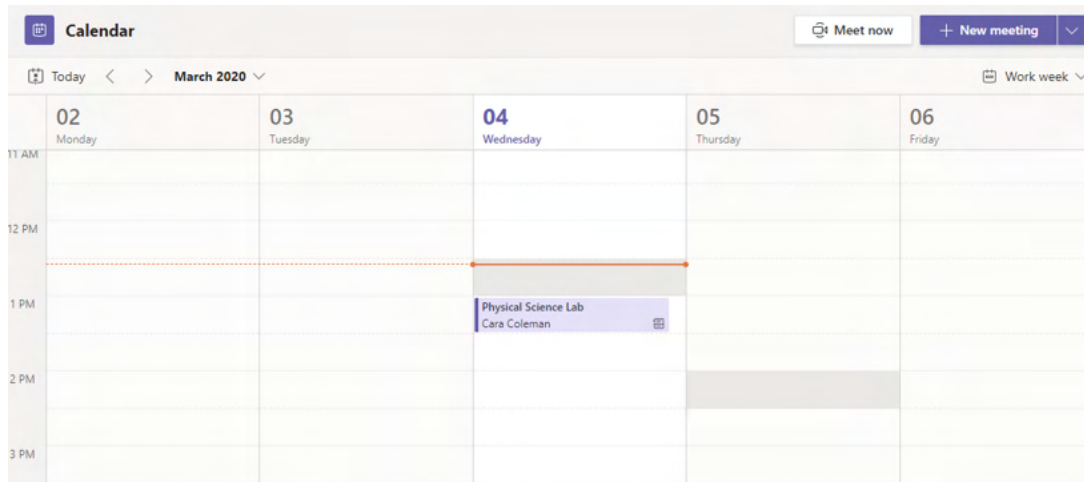 Calendar
Meet now
New meeting
Today
March 2020
Work week
02
Monday
03
Tuesday
04
Wednesday
05
Thursday
06
Friday
11 AM
12 PM
1 PM
Physical Science Lab
Cara Coleman
2 PM
3 PM